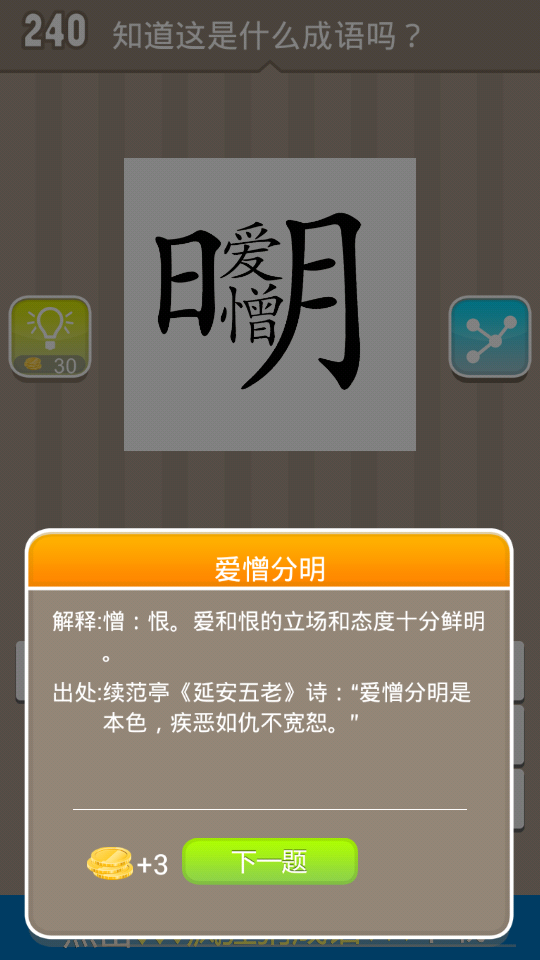 240 知道这是什么成语吗？
日 爱 月
憎
30
爱憎分明
解释:憎：恨。爱和恨的立场和态度十分鲜明
。
出处:续范亭《延安五老》诗：“爱憎分明是
本色，疾恶如仇不宽恕。”
+3 下一题